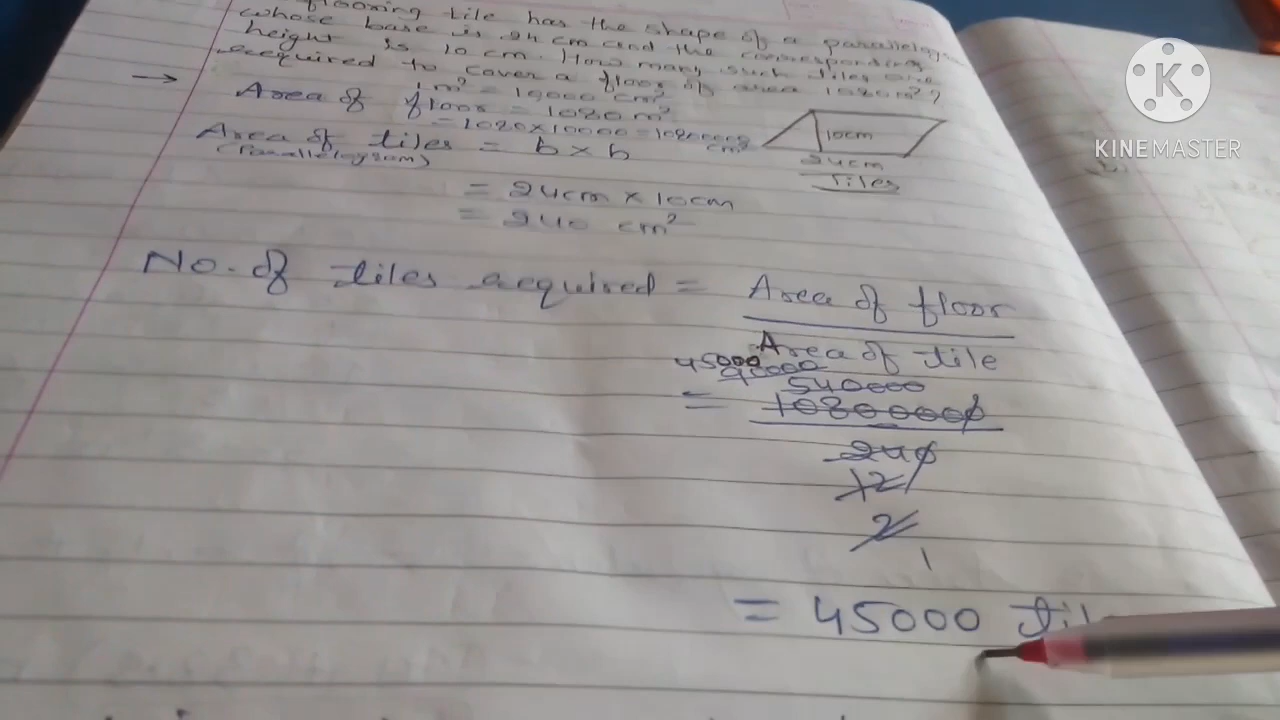 flooring tile has the shape of a parallelogram
whose base is 24 cm and the corresponding
height is 10 cm. How many such tiles are
required to cover a floor of area 1080 m²?
1m² = 10000 cm²
Area of floor = 1080 m²
= 1080×10000 = 10800000 cm²
Area of tiles = b × h
(Parallelogram)
10cm
24cm
Tiles
= 24cm × 10cm
= 240 cm²
No. of tiles acquired = Area of floor
Area of tile
45000 90000
540000
= 10800000
240
12
2
1
= 45000
K
KINEMASTER